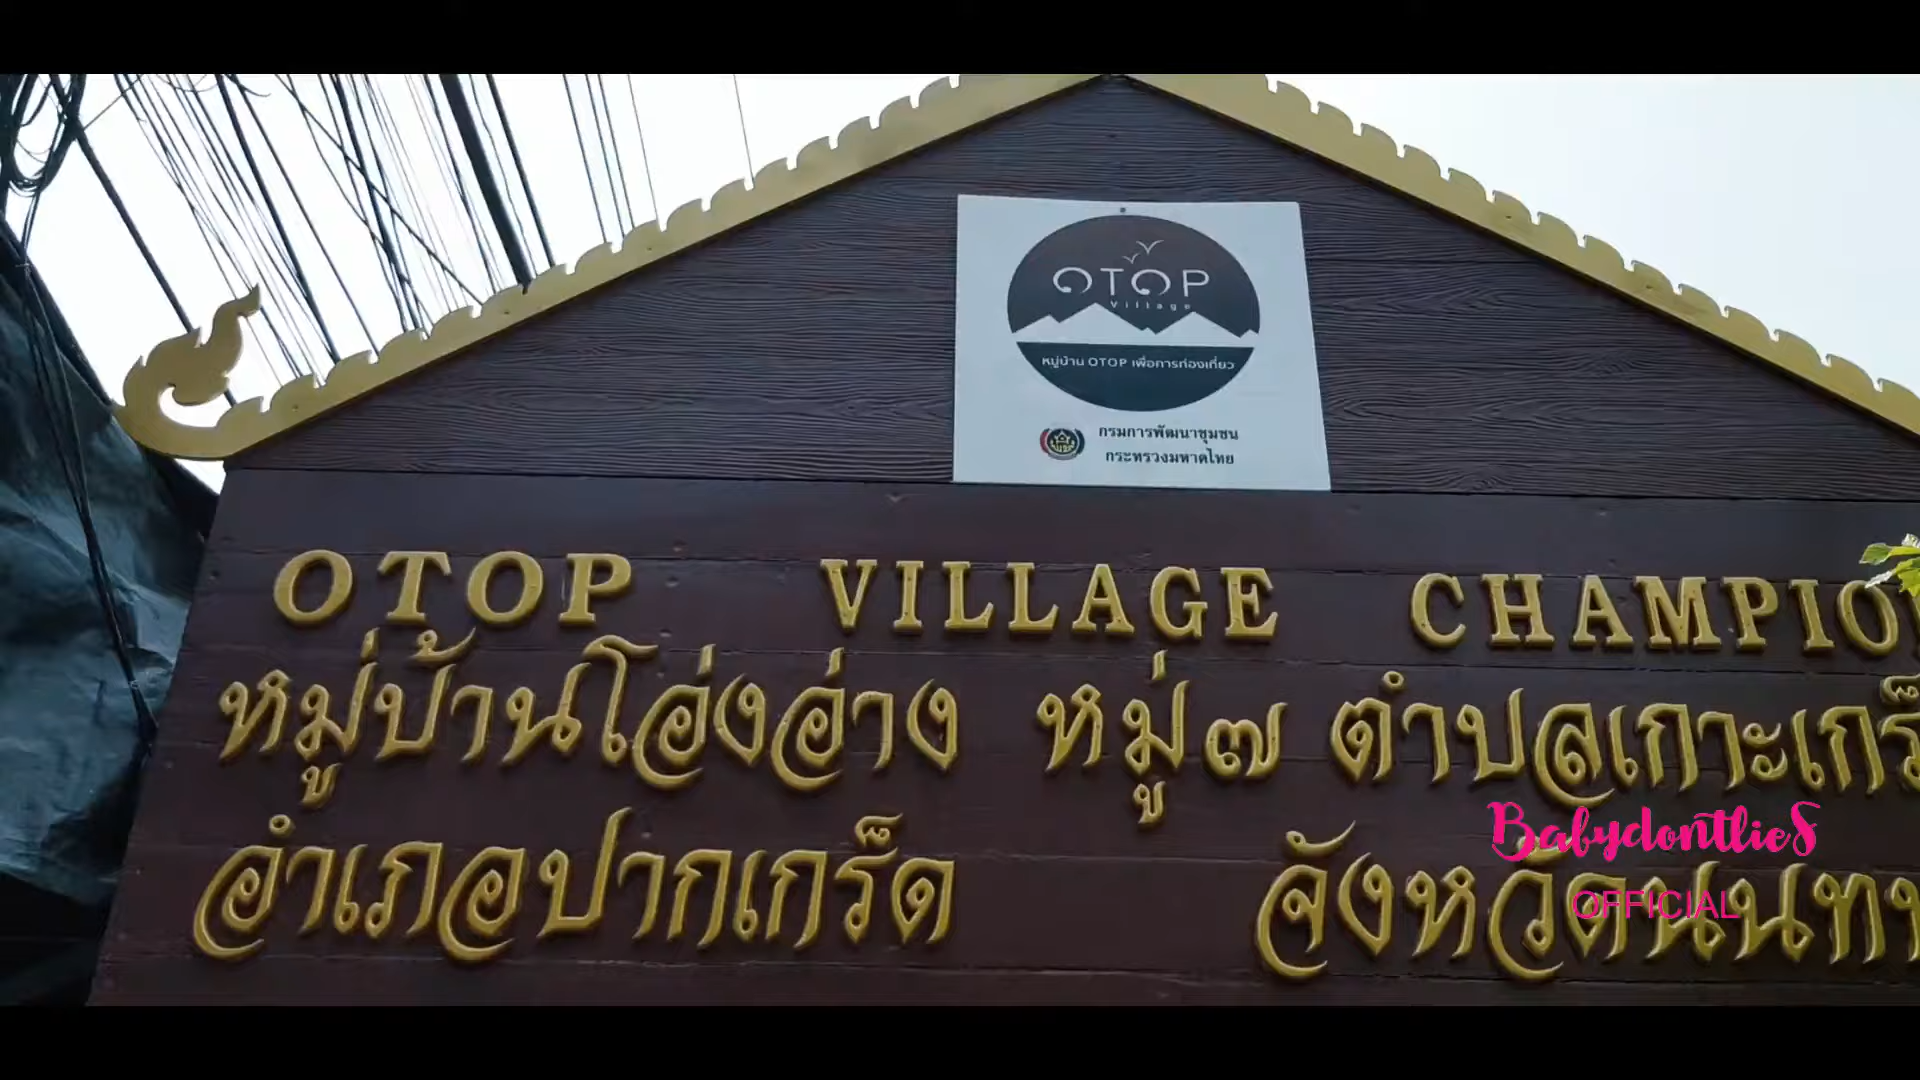 OTOP
Village
หมู่บ้าน OTOP เพื่อการท่องเที่ยว
กรมการพัฒนาชุมชน
กระทรวงมหาดไทย
OTOP VILLAGE CHAMPIO
หมู่บ้านโอ่งอ่าง หมู่๗ ตำบลเกาะเกร็
อำเภอปากเกร็ด จังหวัดนนท
BabydontlieS
OFFICIAL